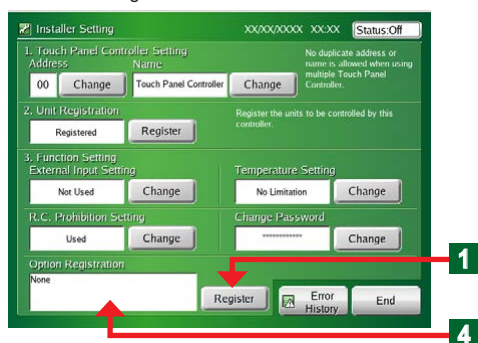 Installer Setting XX/XX/XXXX XX:XX Status:Off
1. Touch Panel Controller Setting
Address Name
00 Change Touch Panel Controller Change
No duplicate address or
name is allowed when using
multiple Touch Panel
Controller.
2. Unit Registration
Registered Register
Register the units to be controlled by this
controller.
3. Function Setting
External Input Setting Temperature Setting
Not Used Change No Limitation Change
R.C. Prohibition Setting Change Password
Used Change ************ Change
Option Registration
None
Register
Error
History
End
1
4